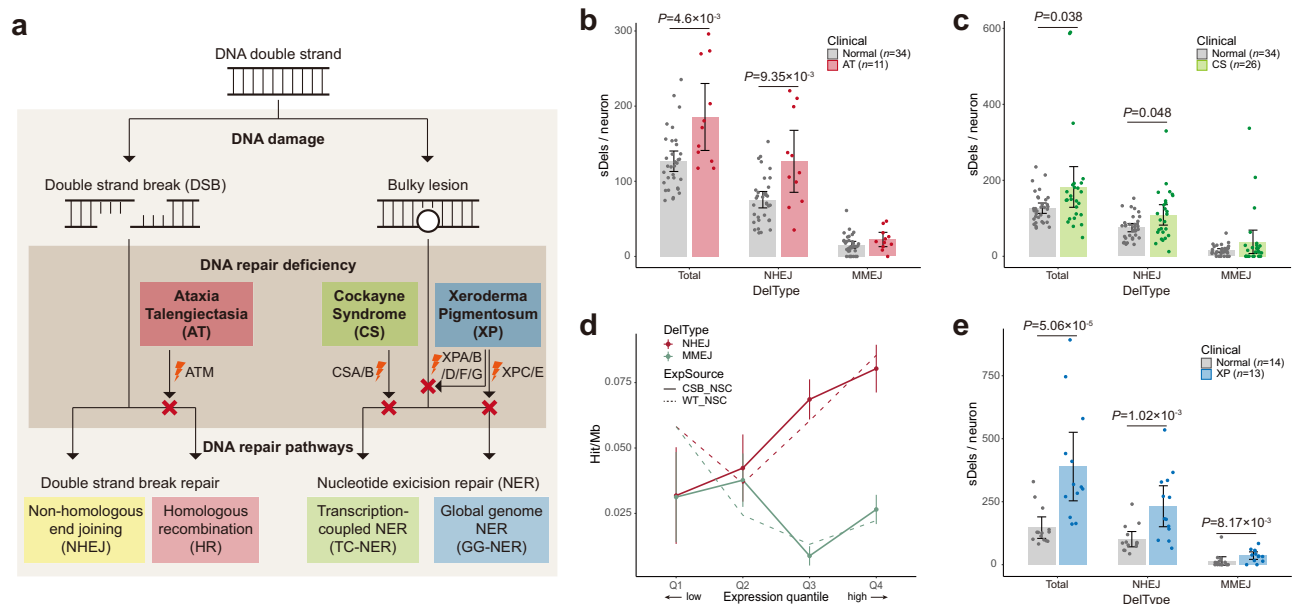 a
DNA double strand
DNA damage
Double strand break (DSB)
Bulky lesion
DNA repair deficiency
Ataxia
Talengiectasia
(AT)
Cockayne
Syndrome
(CS)
Xeroderma
Pigmentosum
(XP)
ATM
CSA/B
XPA/B
/D/F/G
XPC/E
DNA repair pathways
Double strand break repair
Nucleotide exicision repair (NER)
Non-homologous
end joining
(NHEJ)
Homologous
recombination
(HR)
Transcription-
coupled NER
(TC-NER)
Global genome
NER
(GG-NER)
b
P=4.6×10⁻³
P=9.35×10⁻³
Clinical
Normal (n=34)
AT (n=11)
sDels / neuron
300
200
100
0
Total
NHEJ
MMEJ
DelType
c
P=0.038
P=0.048
Clinical
Normal (n=34)
CS (n=26)
sDels / neuron
600
400
200
0
Total
NHEJ
MMEJ
DelType
d
DelType
NHEJ
MMEJ
ExpSource
CSB_NSC
WT_NSC
Hit/Mb
0.075
0.050
0.025
Q1
Q2
Q3
Q4
← low
Expression quantile
high →
e
P=5.06×10⁻⁵
P=1.02×10⁻³
P=8.17×10⁻³
Clinical
Normal (n=14)
XP (n=13)
sDels / neuron
750
500
250
0
Total
NHEJ
MMEJ
DelType